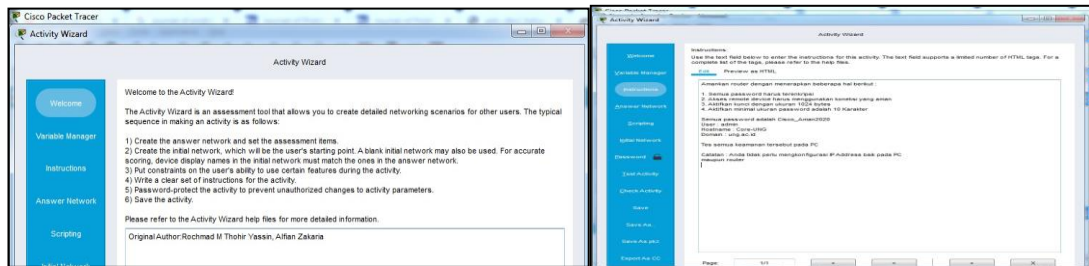 Cisco Packet Tracer
Activity Wizard
Activity Wizard
Welcome
Variable Manager
Instructions
Answer Network
Scripting
Welcome to the Activity Wizard!
The Activity Wizard is an assessment tool that allows you to create detailed networking scenarios for other users. The typical
sequence in making an activity is as follows:
1) Create the answer network and set the assessment items.
2) Create the initial network, which will be the user's starting point. A blank initial network may also be used. For accurate
scoring, device display names in the initial network must match the ones in the answer network.
3) Put constraints on the user's ability to use certain features during the activity.
4) Write a clear set of instructions for the activity.
5) Password-protect the activity to prevent unauthorized changes to activity parameters.
6) Save the activity.
Please refer to the Activity Wizard help files for more detailed information.
Original Author:Rochmad M Thohir Yassin, Alfian Zakaria
Activity Wizard
Activity Wizard
Welcome
Variable Manager
Instructions
Answer Network
Scripting
Initial Network
Password
Test Activity
Check Activity
Save
Save As...
Save As pkz
Export As CC
Instructions:
Use the text field below to enter the instructions for this activity. The text field supports a limited number of HTML tags. For a
complete list of the tags, please refer to the help files.
Edit Preview as HTML
Amankan router dengan menerapkan beberapa hal berikut :
1. Semua password harus terenkripsi
2. Akses remote device harus menggunakan koneksi yang aman
3. Aktifkan kunci dengan ukuran 1024 bytes
4. Aktifkan minimal ukuran password adalah 10 Karakter
Semua password adalah Cisco_Aman2020
User : admin
Hostname : Core-UNG
Domain : ung.ac.id
Tes semua keamanan tersebut pada PC
Catatan : Anda tidak perlu mengkonfigurasi IP Address baik pada PC
maupun router
Page: 1/1